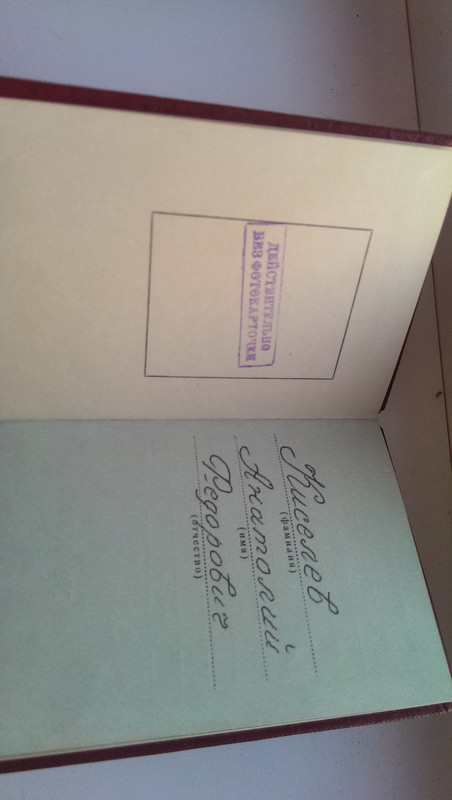 ДЕЙСТВИТЕЛЬНО
БЕЗ ФОТОКАРТОЧКИ
Киселев
(фамилия)
Анатолий
(имя)
Федорович
(отчество)